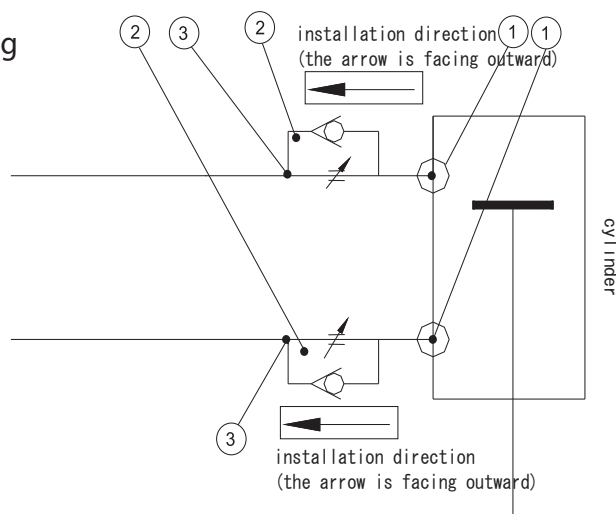 g
2 3 2
installation direction 1 1
(the arrow is facing outward)
cylinder
3
installation direction
(the arrow is facing outward)